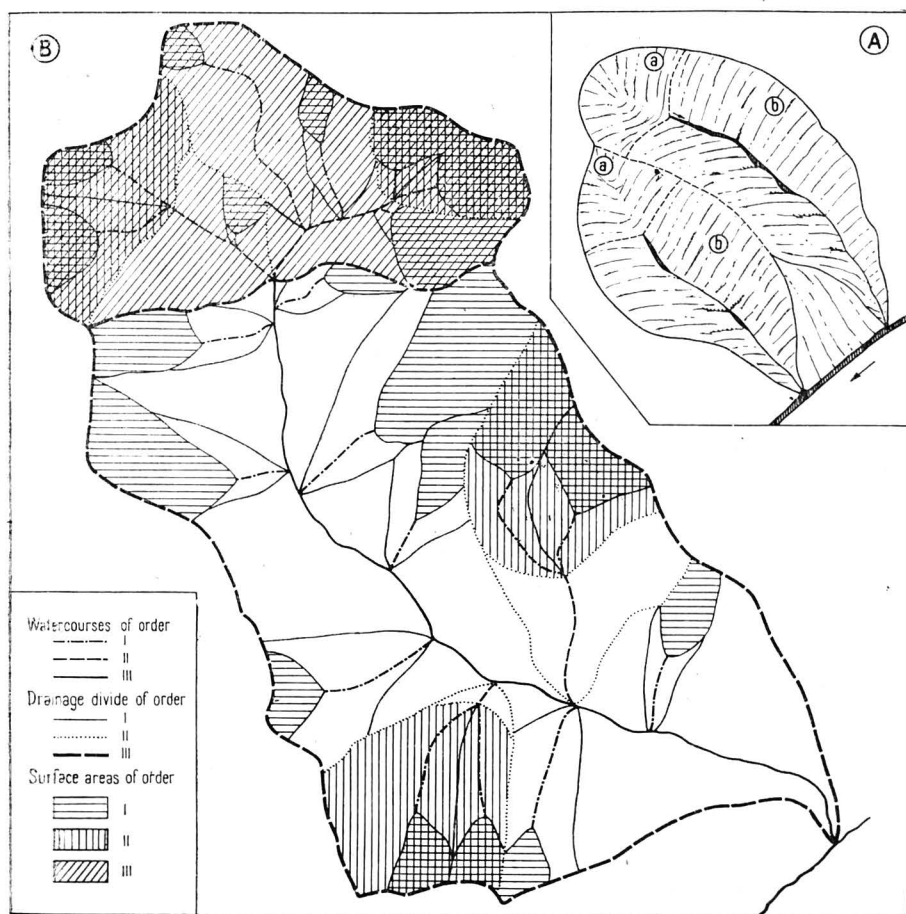 B
A
a
b
a
b
Watercourses of order
I
II
III
Drainage divide of order
I
II
III
Surface areas of order
I
II
III